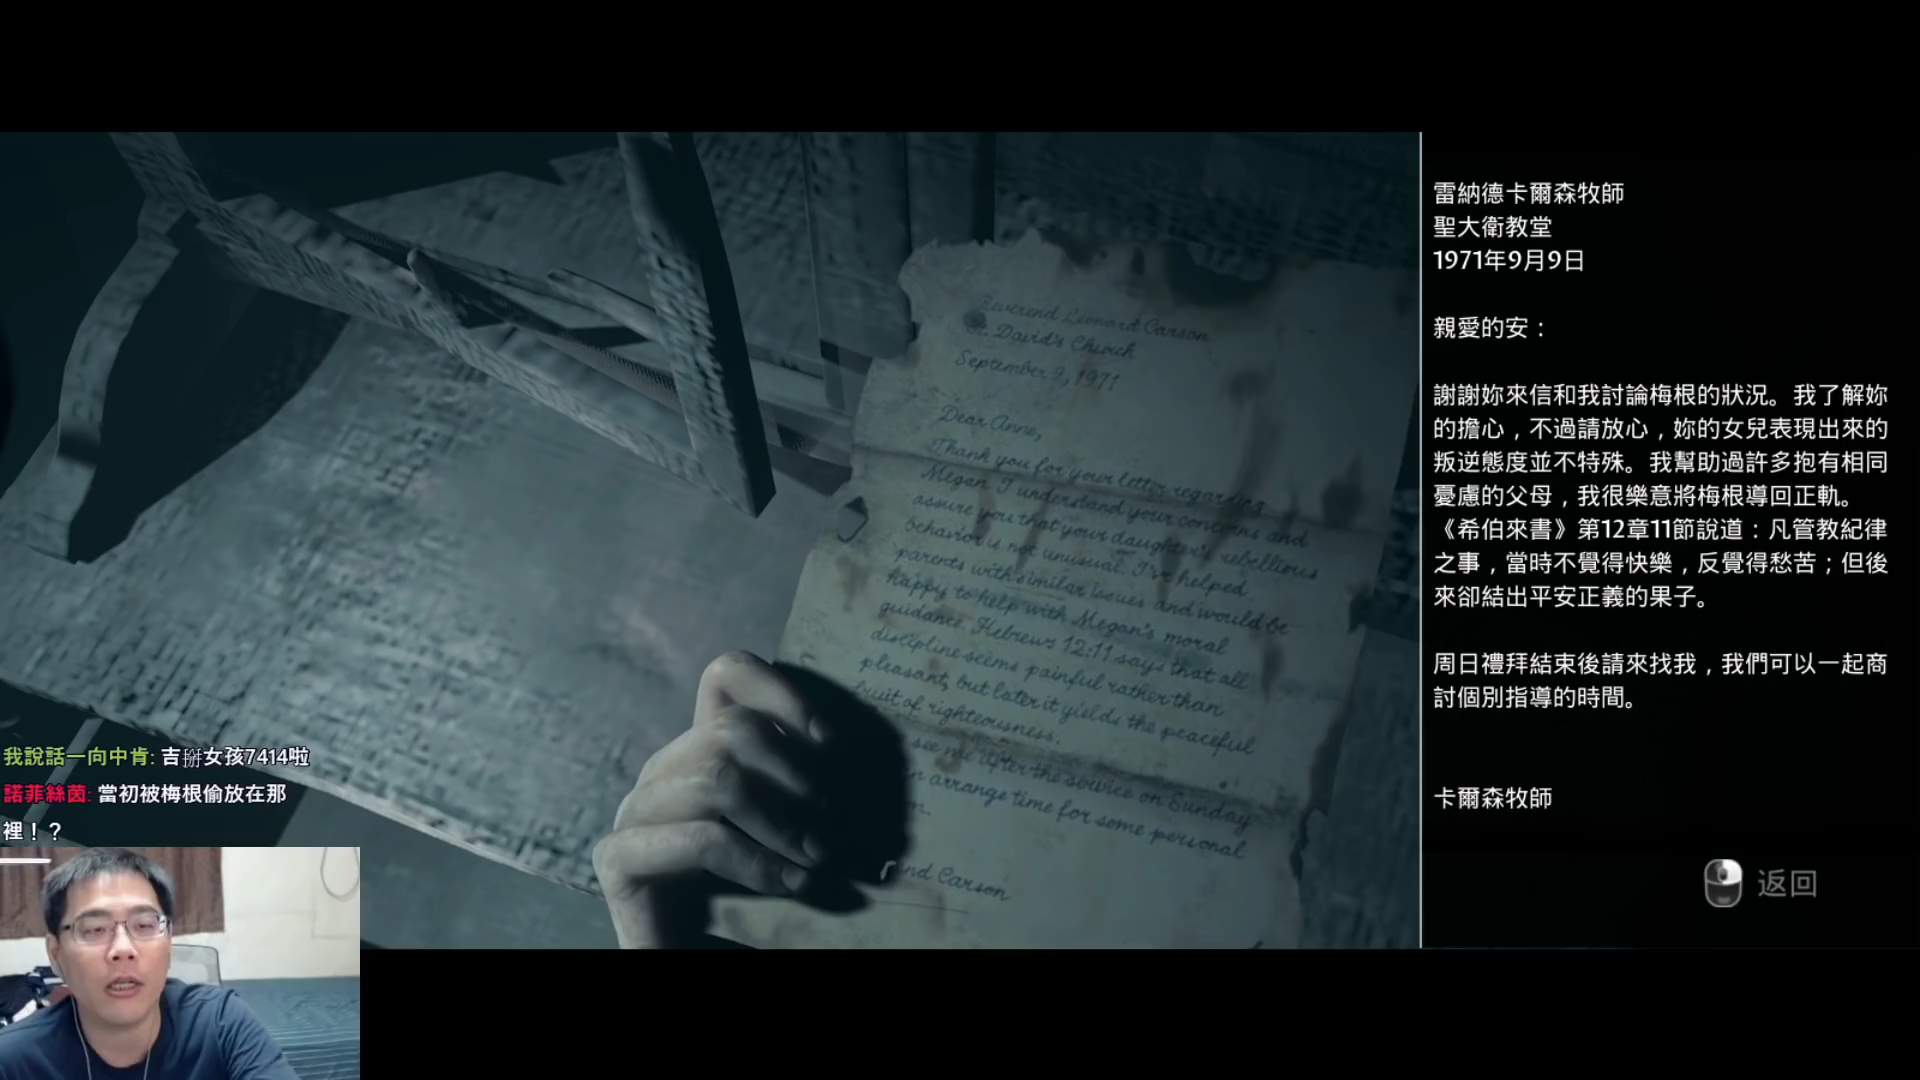 Reverend Leonard Carson
St. David's Church
September 9, 1971
Dear Anne,
Thank you for your letter regarding
Megan. I understand your concerns and
assure you that your daughter's rebellious
behavior is not unusual. I've helped
parents with similar issues and would be
happy to help with Megan's moral
guidance. Hebrews 12:11 says that all
discipline seems painful rather than
pleasant, but later it yields the peaceful
fruit of righteousness.
see me after the service on Sunday
arrange time for some personal
Carson
雷納德卡爾森牧師
聖大衛教堂
1971年9月9日
親愛的安：
謝謝妳來信和我討論梅根的狀況。我了解妳
的擔心，不過請放心，妳的女兒表現出來的
叛逆態度並不特殊。我幫助過許多抱有相同
憂慮的父母，我很樂意將梅根導回正軌。
《希伯來書》第12章11節說道：凡管教紀律
之事，當時不覺得快樂，反覺得愁苦；但後
來卻結出平安正義的果子。
周日禮拜結束後請來找我，我們可以一起商
討個別指導的時間。
卡爾森牧師
返回
我說話一向中肯: 吉掰女孩7414啦
諾菲絲茵: 當初被梅根偷放在那
裡！？